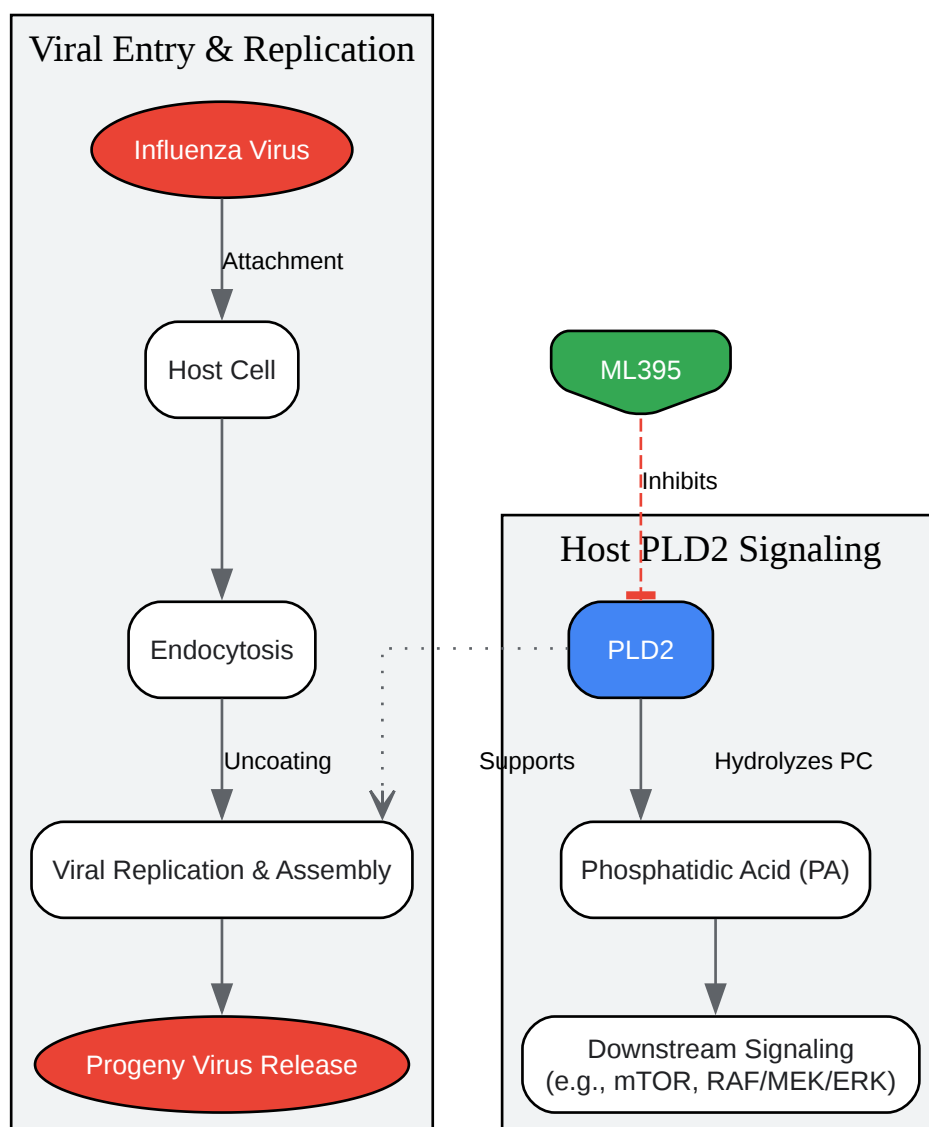 Viral Entry & Replication
Influenza Virus
Attachment
Host Cell
Endocytosis
Uncoating
Viral Replication & Assembly
Progeny Virus Release
ML395
Inhibits
Host PLD2 Signaling
PLD2
Supports
Hydrolyzes PC
Phosphatidic Acid (PA)
Downstream Signaling
(e.g., mTOR, RAF/MEK/ERK)